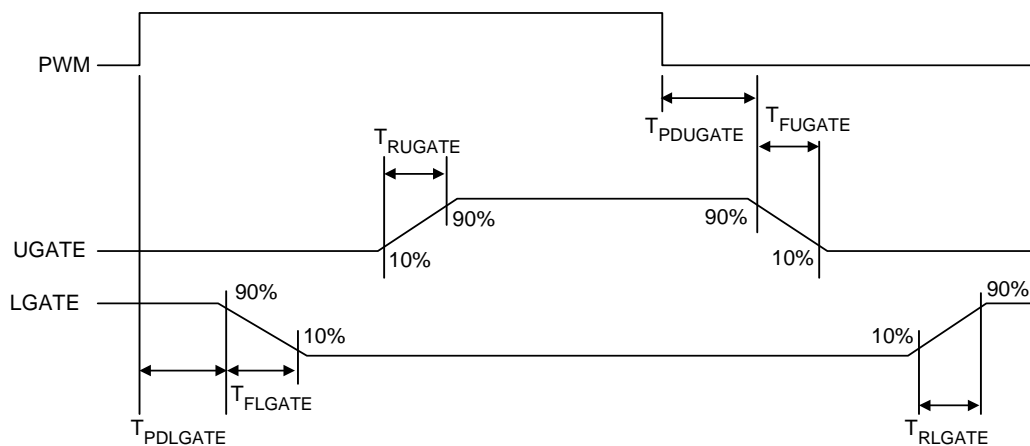 PWM
T_PDUGATE
T_FUGATE
T_RUGATE
90%
90%
UGATE
10%
10%
LGATE
90%
90%
10%
10%
T_FLGATE
T_PDLGATE
T_RLGATE